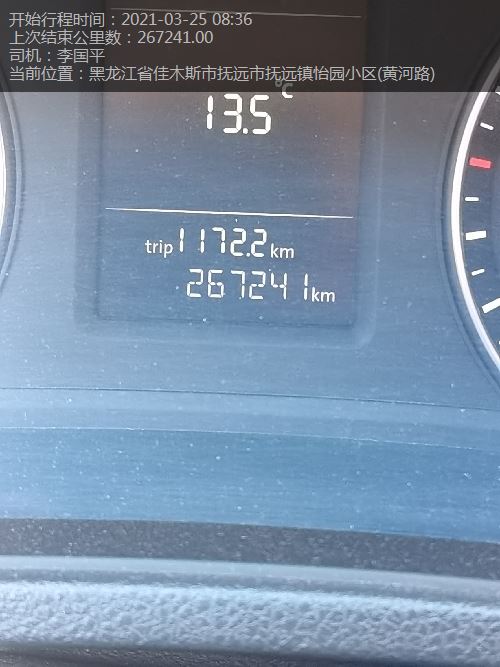 开始行程时间：2021-03-25 08:36
上次结束公里数：267241.00
司机：李国平
当前位置：黑龙江省佳木斯市抚远市抚远镇怡园小区(黄河路)
13.5°C
trip 1172.2 km
267241 km